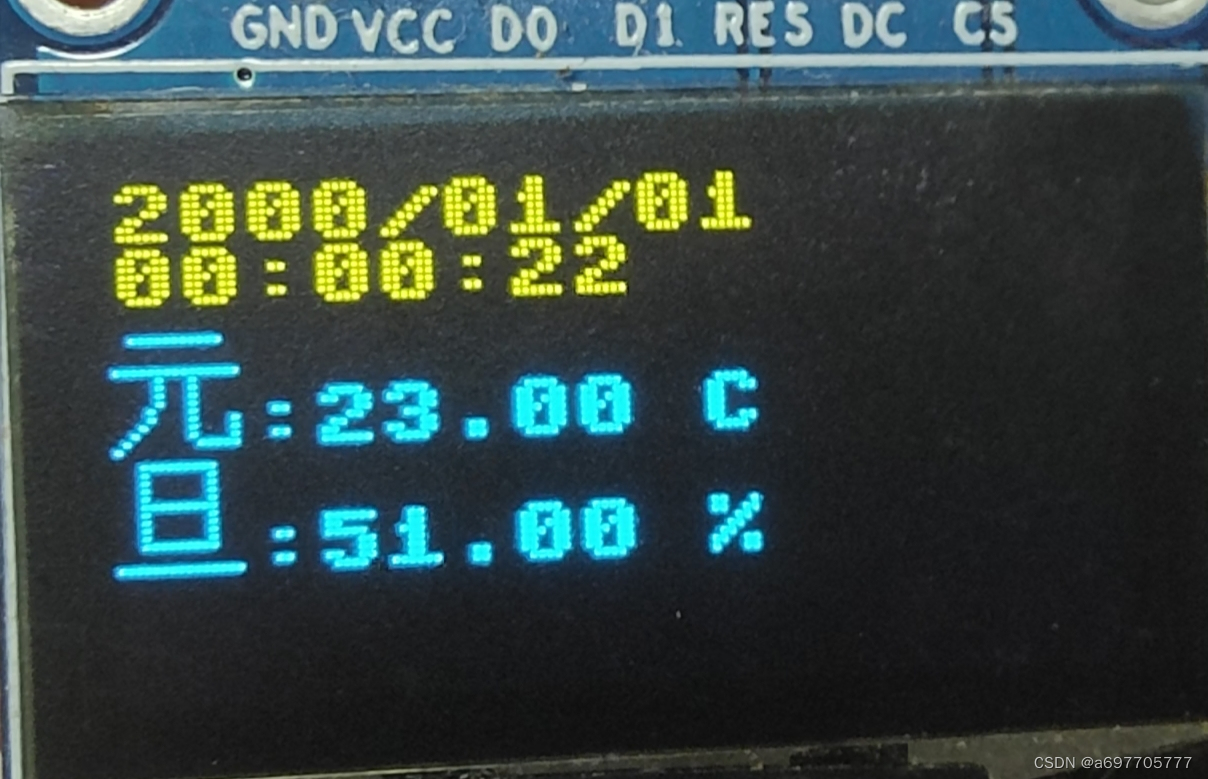 GND VCC D0 D1 RES DC CS
2000/01/01
00:00:22
元:23.00 C
旦:51.00 %
CSDN @a697705777